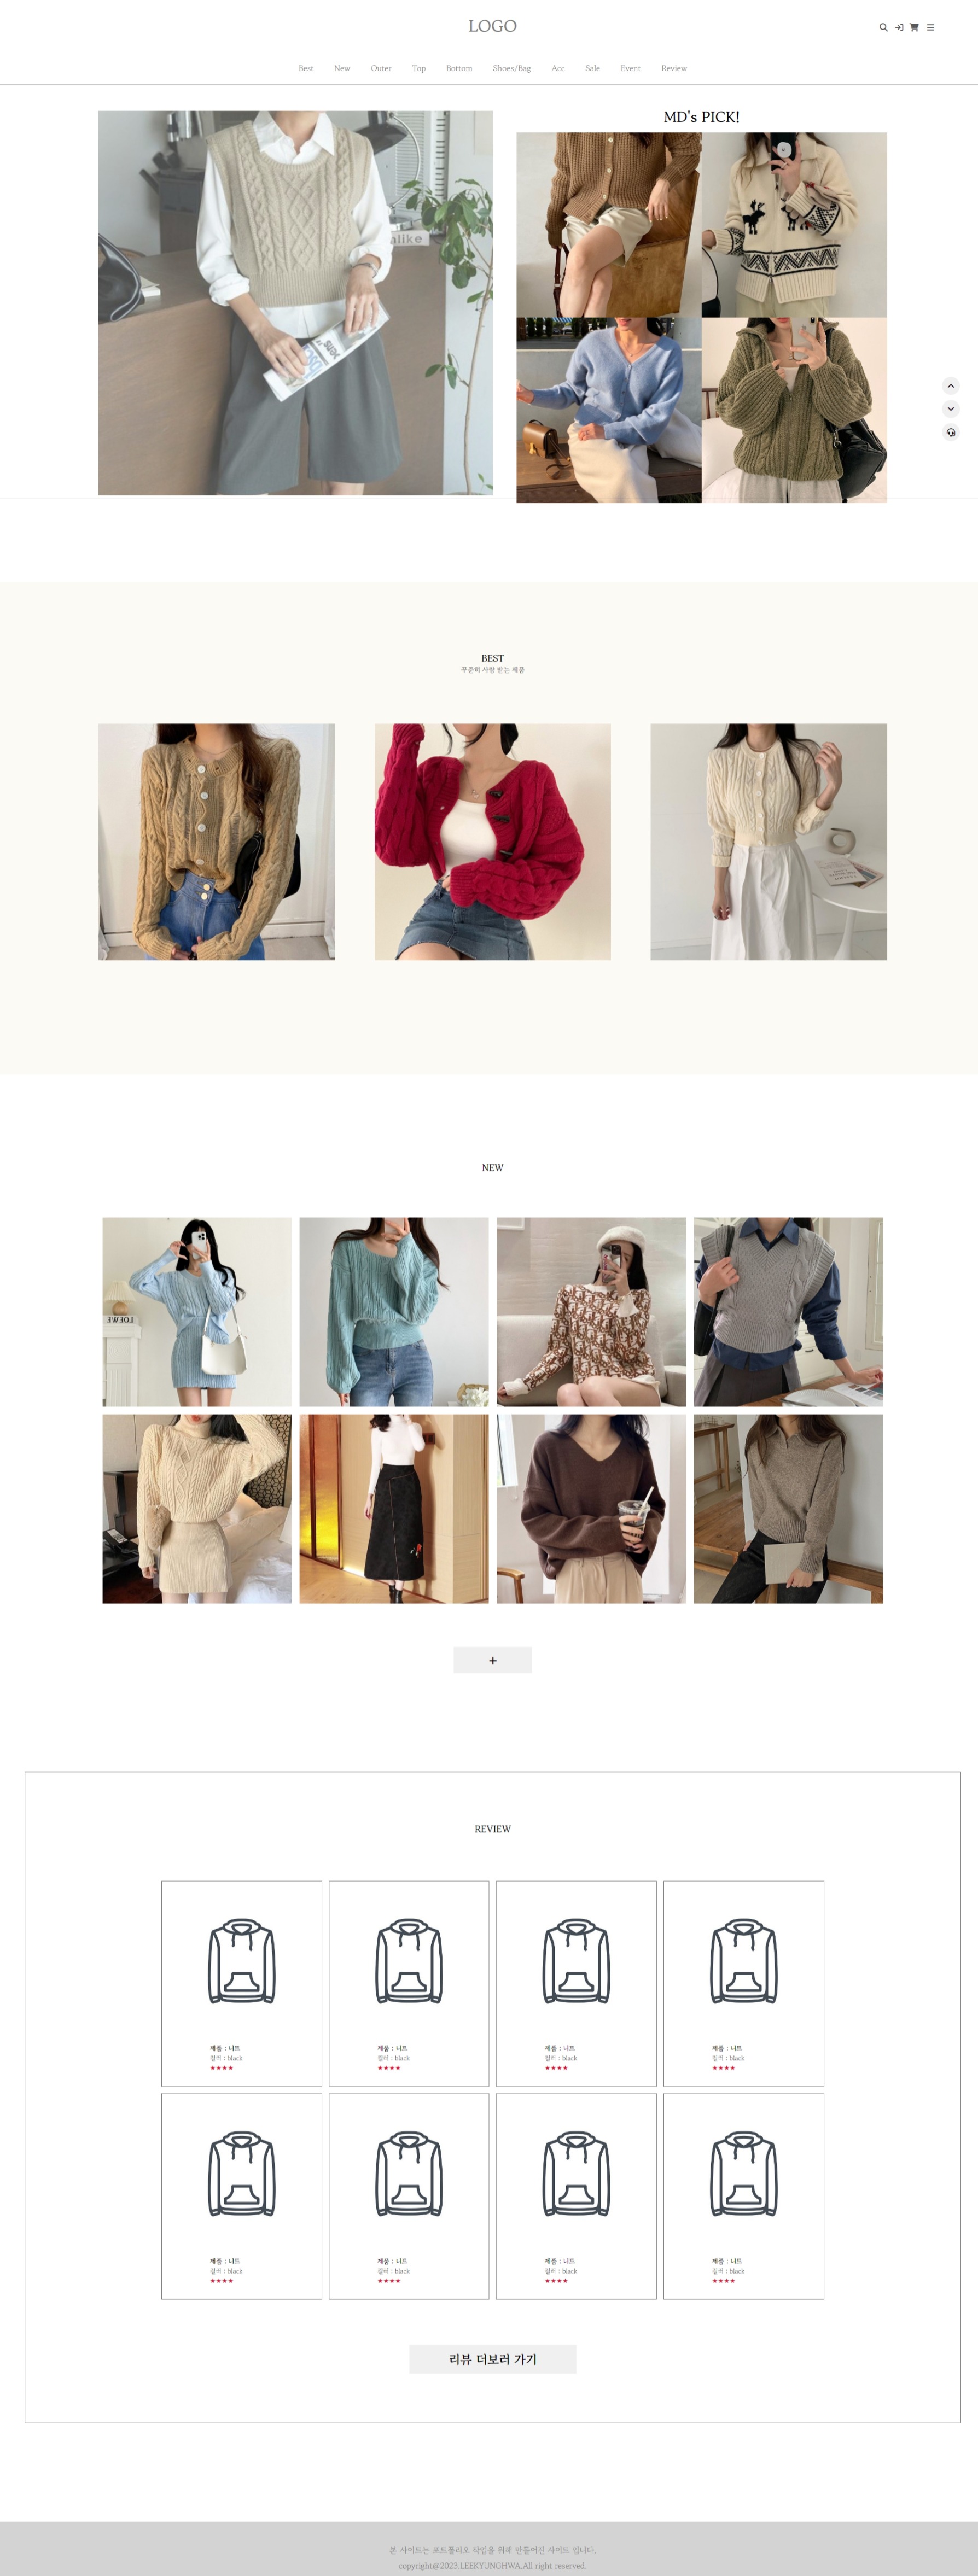 LOGO
Best New Outer Top Bottom Shoes/Bag Acc Sale Event Review
MD's PICK!
alike
BEST
꾸준히 사랑 받는 제품
NEW
LOEWE
REVIEW
제품 : 니트 제품 : 니트 제품 : 니트 제품 : 니트
컬러 : black 컬러 : black 컬러 : black 컬러 : black
★★★★ ★★★★ ★★★★ ★★★★
제품 : 니트 제품 : 니트 제품 : 니트 제품 : 니트
컬러 : black 컬러 : black 컬러 : black 컬러 : black
★★★★ ★★★★ ★★★★ ★★★★
리뷰 더보러 가기
본 사이트는 포트폴리오 작업을 위해 만들어진 사이트 입니다.
copyright@2023.LEEKYUNGHWA.All right reserved.